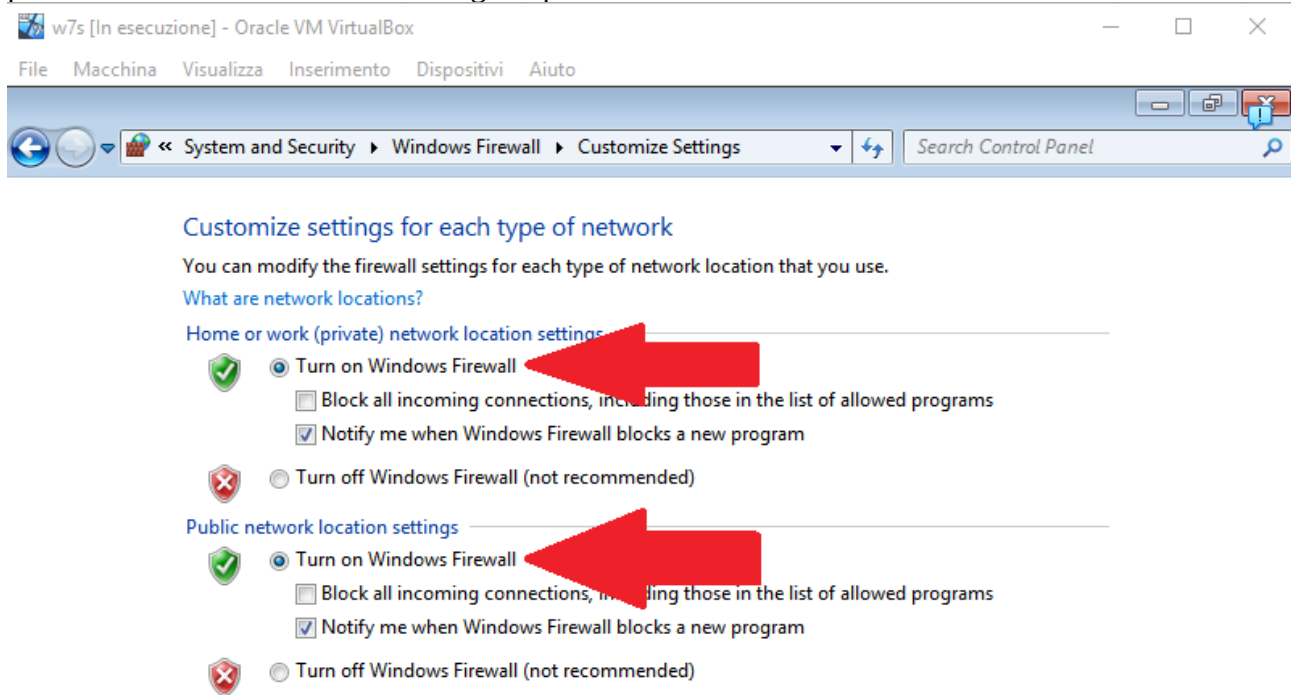 w7s [In esecuzione] - Oracle VM VirtualBox
File Macchina Visualizza Inserimento Dispositivi Aiuto
« System and Security Windows Firewall Customize Settings Search Control Panel
Customize settings for each type of network
You can modify the firewall settings for each type of network location that you use.
What are network locations?
Home or work (private) network location settings
Turn on Windows Firewall
Block all incoming connections, including those in the list of allowed programs
Notify me when Windows Firewall blocks a new program
Turn off Windows Firewall (not recommended)
Public network location settings
Turn on Windows Firewall
Block all incoming connections, including those in the list of allowed programs
Notify me when Windows Firewall blocks a new program
Turn off Windows Firewall (not recommended)